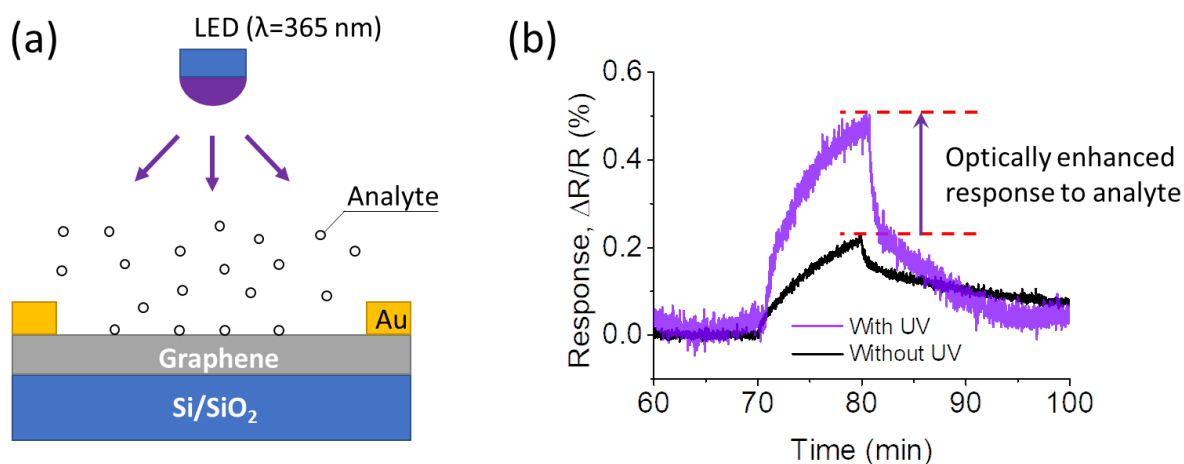 (a)
LED (λ=365 nm)
Analyte
Au
Graphene
Si/SiO₂
(b)
Response, ΔR/R (%)
0.6
0.4
0.2
0.0
Optically enhanced
response to analyte
With UV
Without UV
60 70 80 90 100
Time (min)